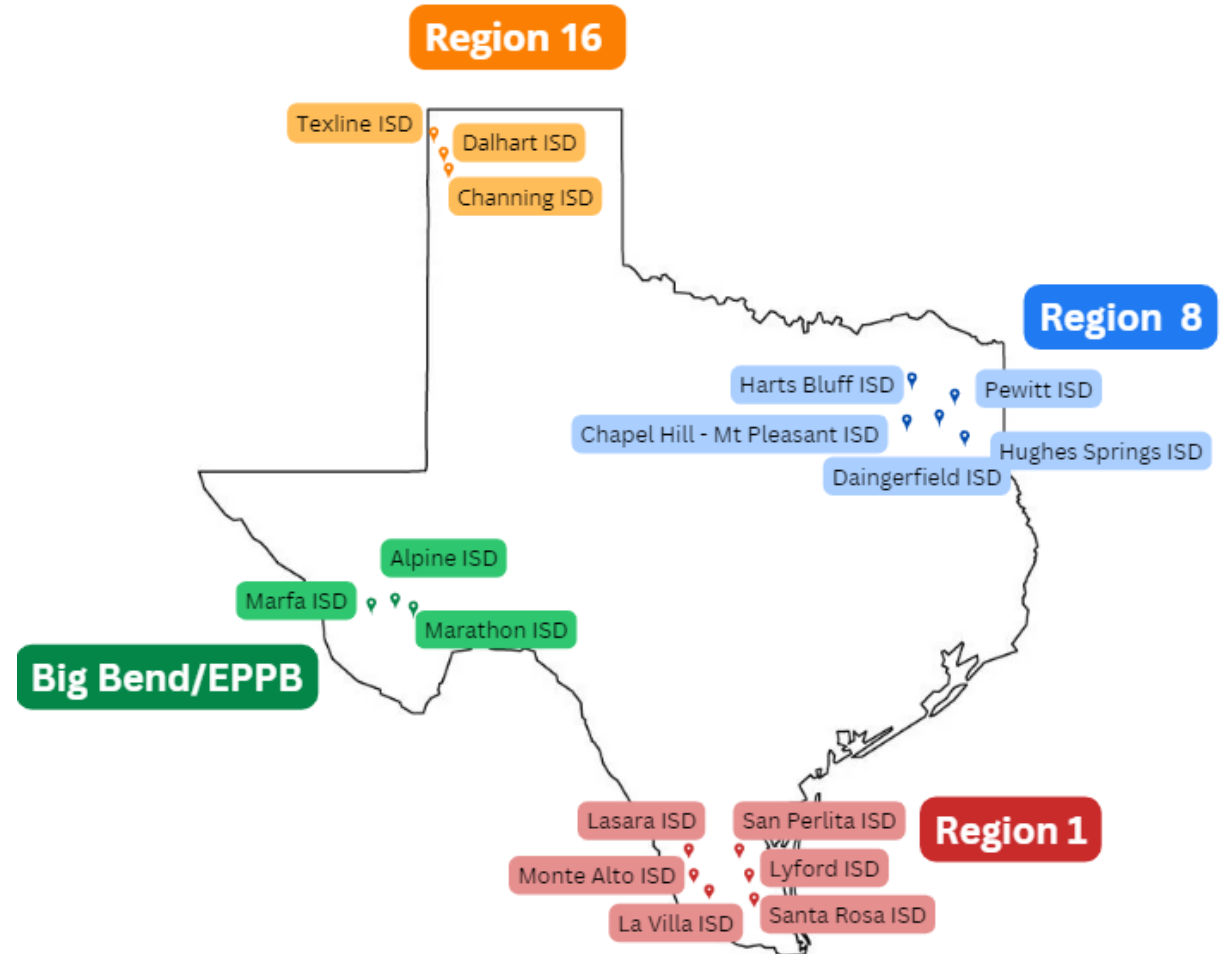 Region 16
Texline ISD
Dalhart ISD
Channing ISD
Region 8
Harts Bluff ISD
Pewitt ISD
Chapel Hill - Mt Pleasant ISD
Hughes Springs ISD
Daingerfield ISD
Alpine ISD
Marfa ISD
Marathon ISD
Big Bend/EPPB
Lasara ISD
San Perlita ISD
Region 1
Monte Alto ISD
Lyford ISD
La Villa ISD
Santa Rosa ISD